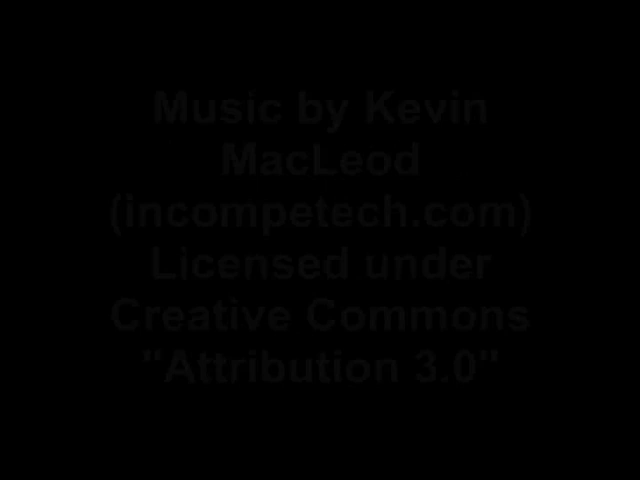 Music by Kevin
MacLeod
(incompetech.com)
Licensed under
Creative Commons
"Attribution 3.0"